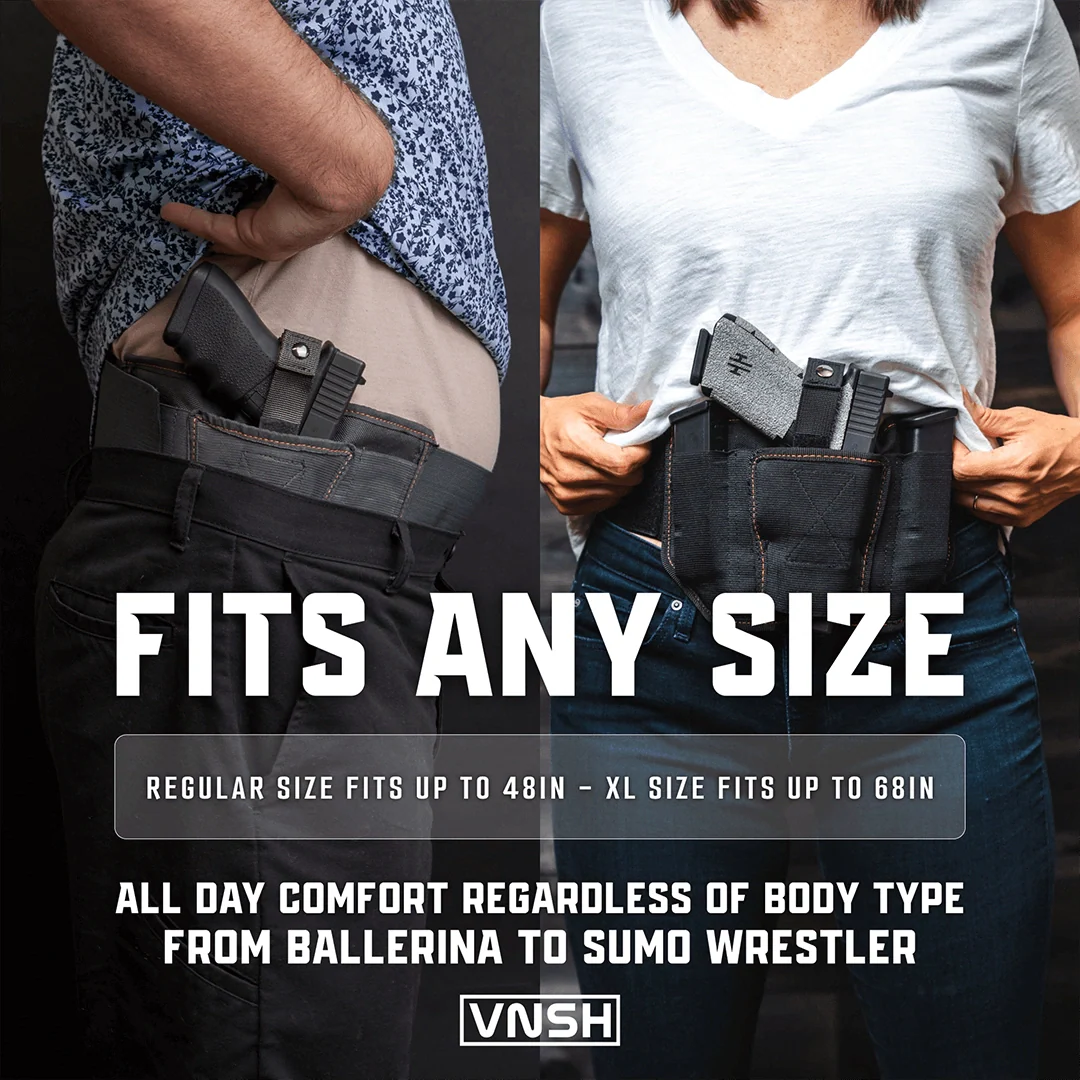 FITS ANY SIZE
REGULAR SIZE FITS UP TO 48IN – XL SIZE FITS UP TO 68IN
ALL DAY COMFORT REGARDLESS OF BODY TYPE
FROM BALLERINA TO SUMO WRESTLER
VNSH